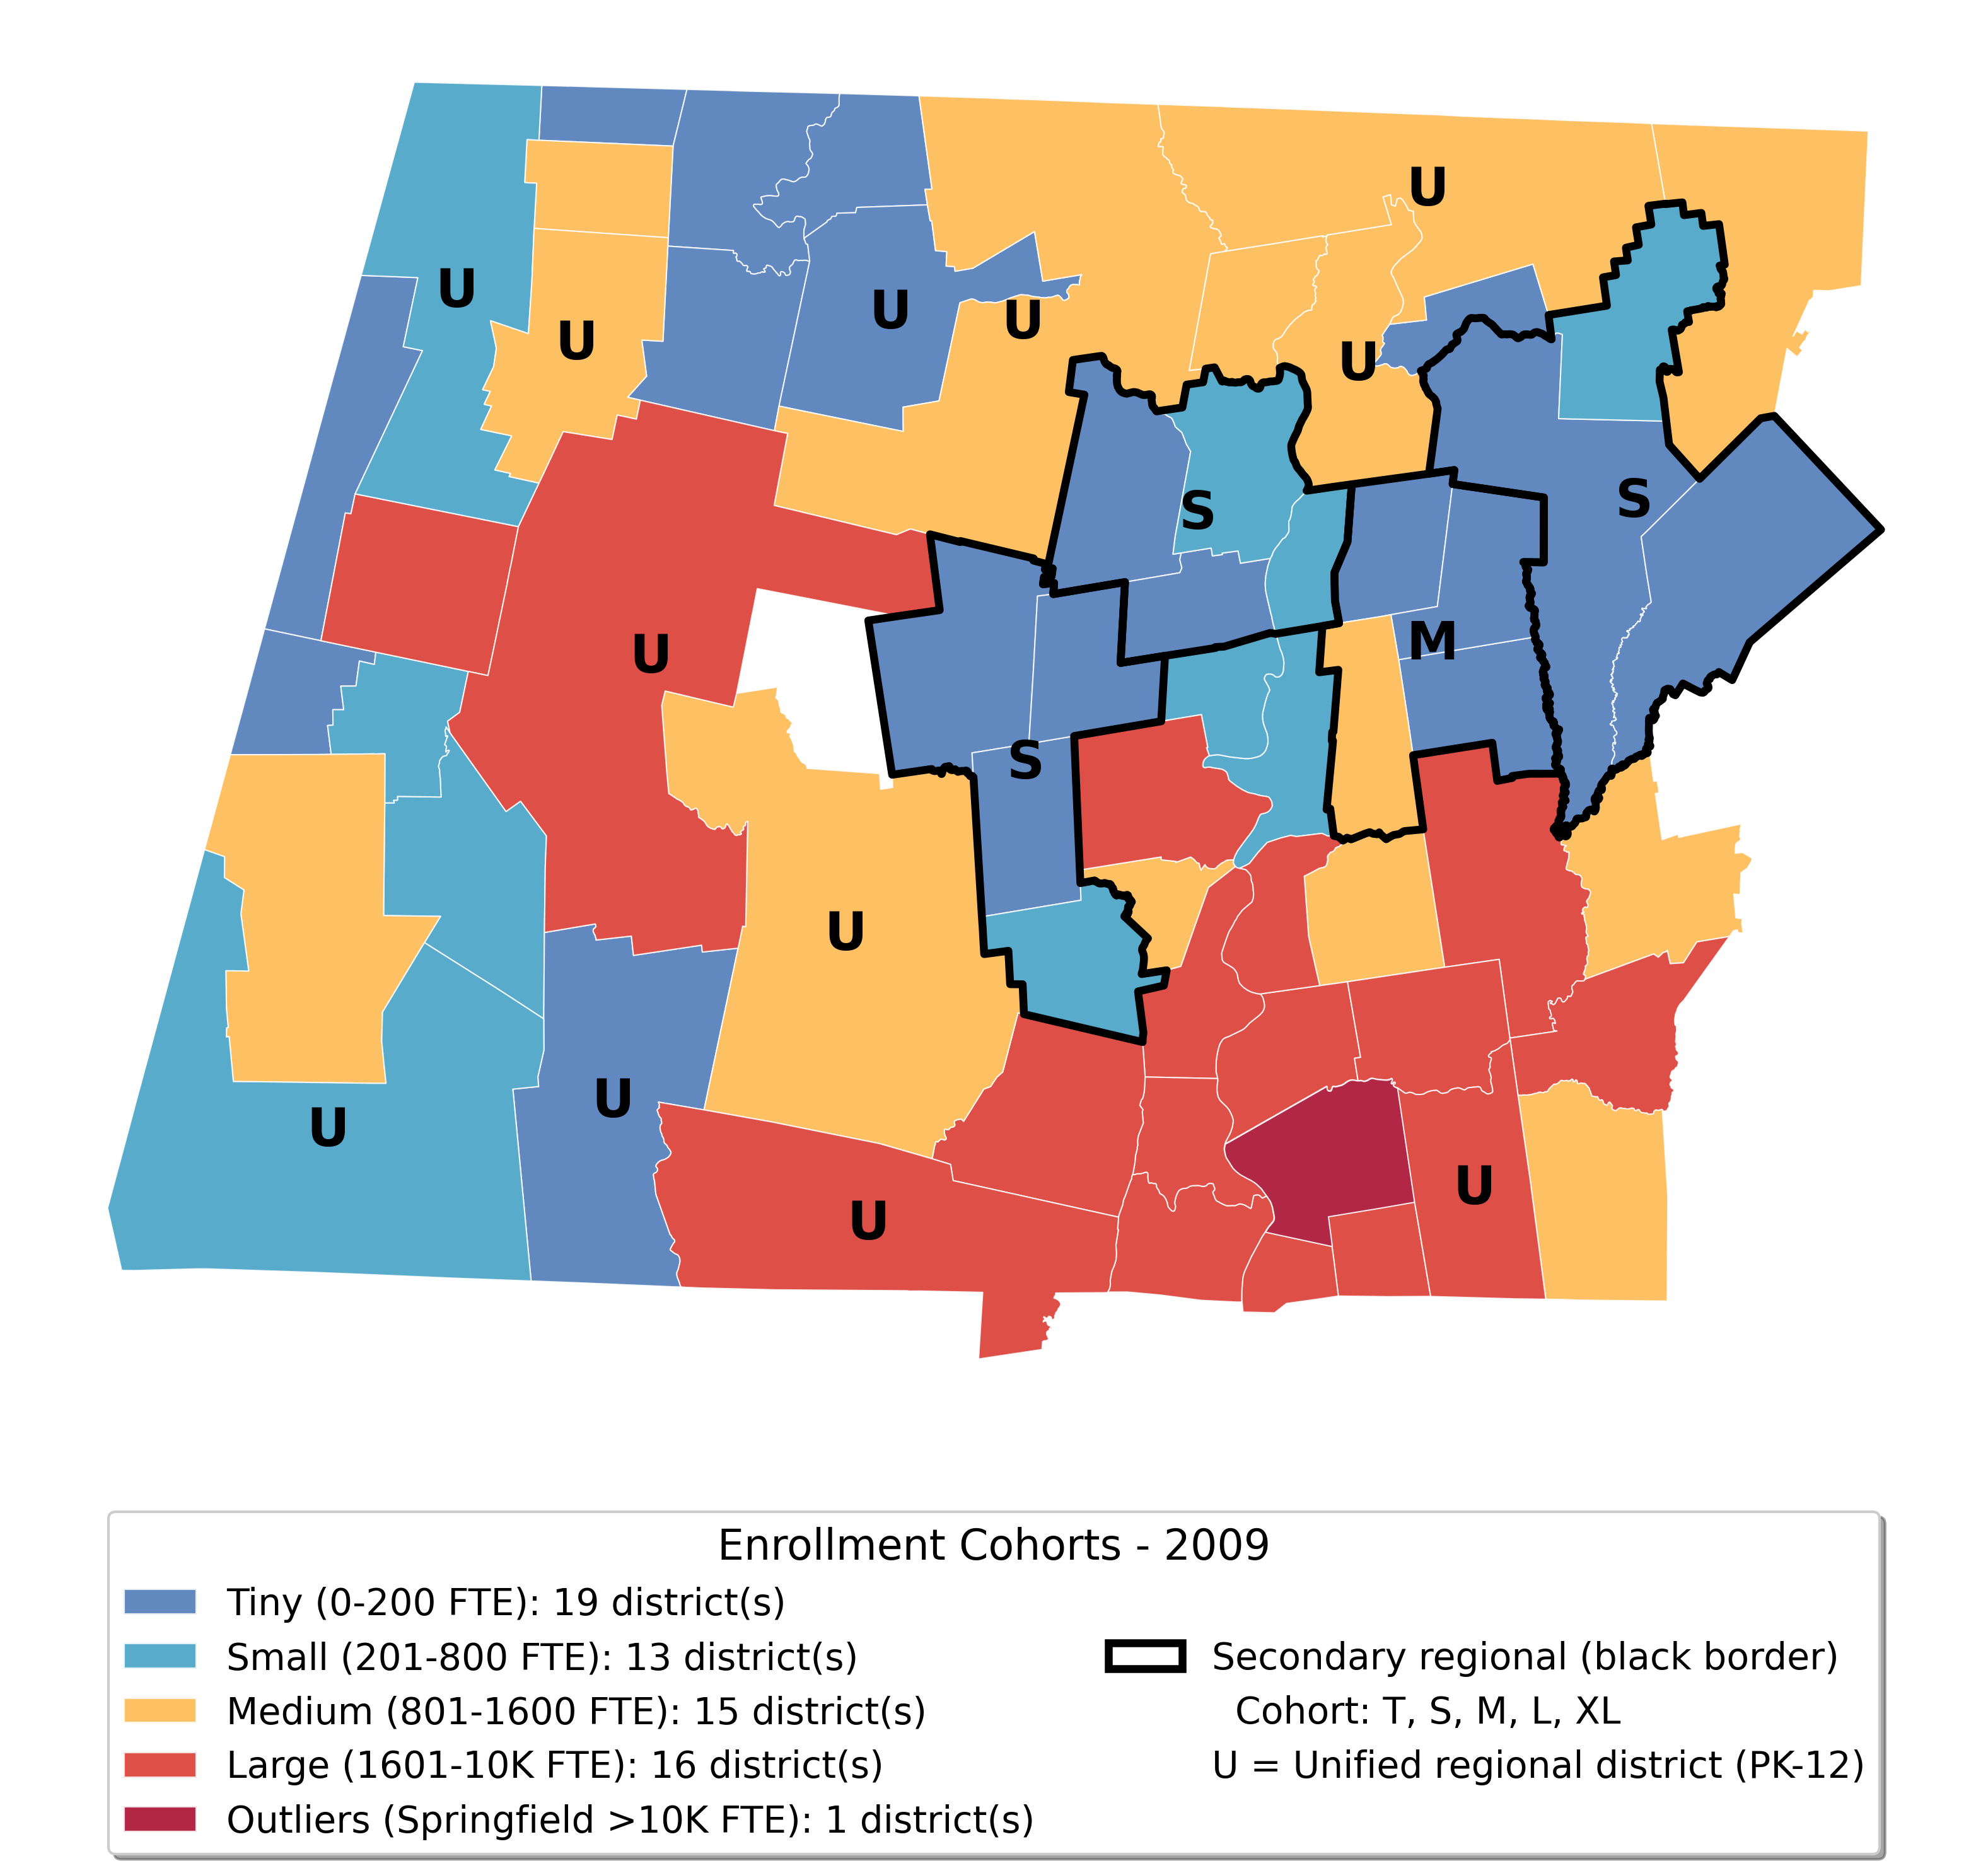 U
U
U
U
U
U
S
S
U
M
S
U
U
U
U
U
U
Enrollment Cohorts - 2009
Tiny (0-200 FTE): 19 district(s)
Small (201-800 FTE): 13 district(s)
Medium (801-1600 FTE): 15 district(s)
Large (1601-10K FTE): 16 district(s)
Outliers (Springfield >10K FTE): 1 district(s)
Secondary regional (black border)
Cohort: T, S, M, L, XL
U = Unified regional district (PK-12)